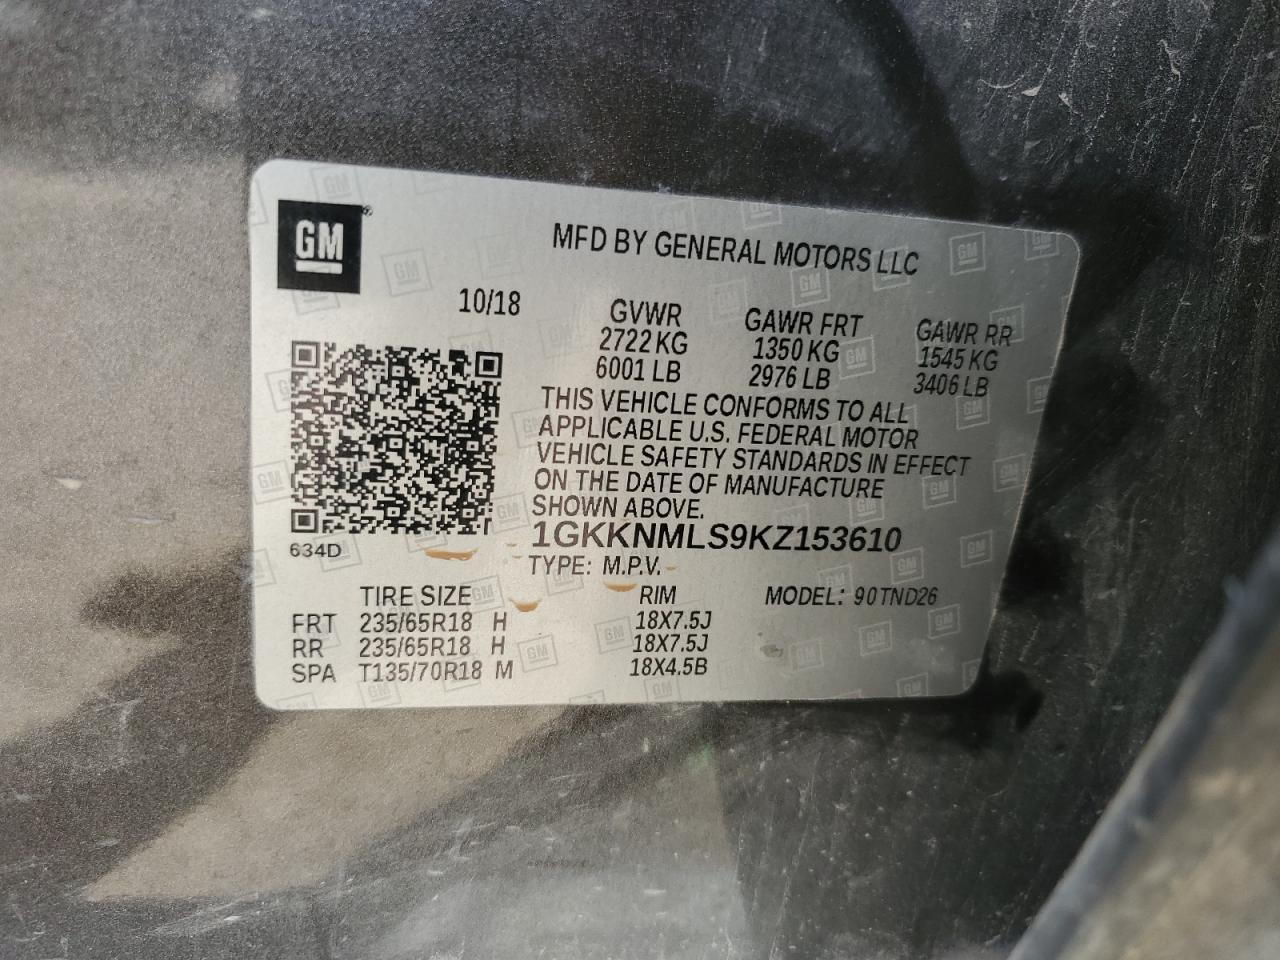 GM
MFD BY GENERAL MOTORS LLC
10/18 GVWR GAWR FRT GAWR RR
2722 KG 1350 KG 1545 KG
6001 LB 2976 LB 3406 LB
THIS VEHICLE CONFORMS TO ALL
APPLICABLE U.S. FEDERAL MOTOR
VEHICLE SAFETY STANDARDS IN EFFECT
ON THE DATE OF MANUFACTURE
SHOWN ABOVE.
1GKKNMLS9KZ153610
634D
TYPE: M.P.V.
TIRE SIZE RIM MODEL: 90TND26
FRT 235/65R18 H 18X7.5J
RR 235/65R18 H 18X7.5J
SPA T135/70R18 M 18X4.5B